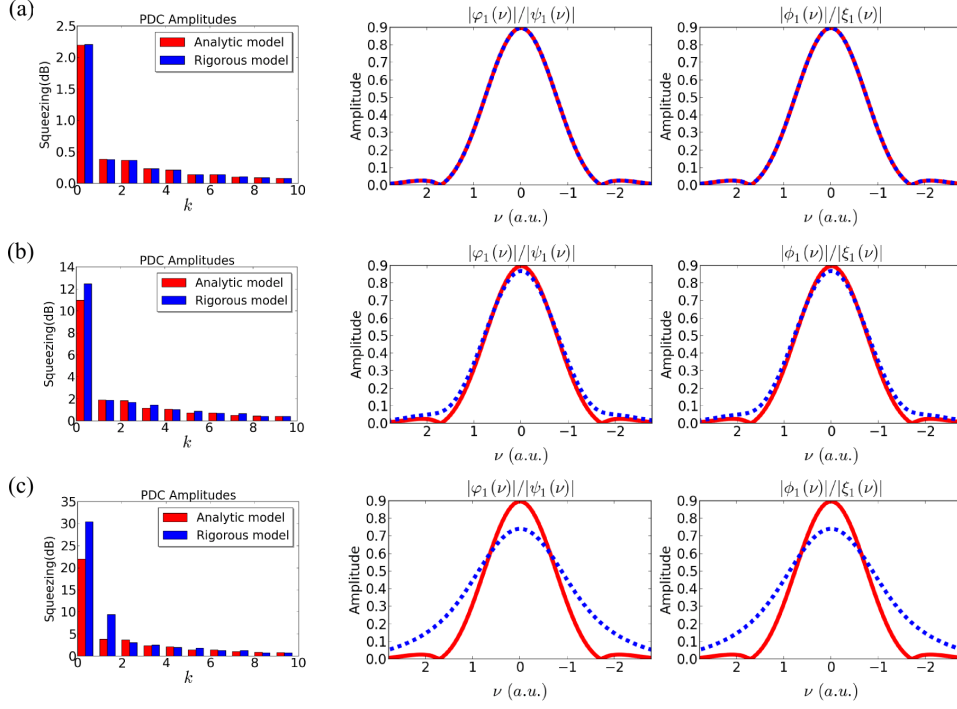 (a)
PDC Amplitudes
Squeezing(dB)
2.5
2.0
1.5
1.0
0.5
0.0
Analytic model
Rigorous model
0 2 4 6 8 10
k
|φ₁(ν)|/|ψ₁(ν)|
Amplitude
0.9
0.8
0.7
0.6
0.5
0.4
0.3
0.2
0.1
0.0
2 1 0 −1 −2
ν (a.u.)
|ϕ₁(ν)|/|ξ₁(ν)|
Amplitude
0.9
0.8
0.7
0.6
0.5
0.4
0.3
0.2
0.1
0.0
2 1 0 −1 −2
ν (a.u.)
(b)
PDC Amplitudes
Squeezing(dB)
14
12
10
8
6
4
2
0
Analytic model
Rigorous model
0 2 4 6 8 10
k
|φ₁(ν)|/|ψ₁(ν)|
Amplitude
0.9
0.8
0.7
0.6
0.5
0.4
0.3
0.2
0.1
0.0
2 1 0 −1 −2
ν (a.u.)
|ϕ₁(ν)|/|ξ₁(ν)|
Amplitude
0.9
0.8
0.7
0.6
0.5
0.4
0.3
0.2
0.1
0.0
2 1 0 −1 −2
ν (a.u.)
(c)
PDC Amplitudes
Squeezing(dB)
35
30
25
20
15
10
5
0
Analytic model
Rigorous model
0 2 4 6 8 10
k
|φ₁(ν)|/|ψ₁(ν)|
Amplitude
0.9
0.8
0.7
0.6
0.5
0.4
0.3
0.2
0.1
0.0
2 1 0 −1 −2
ν (a.u.)
|ϕ₁(ν)|/|ξ₁(ν)|
Amplitude
0.9
0.8
0.7
0.6
0.5
0.4
0.3
0.2
0.1
0.0
2 1 0 −1 −2
ν (a.u.)